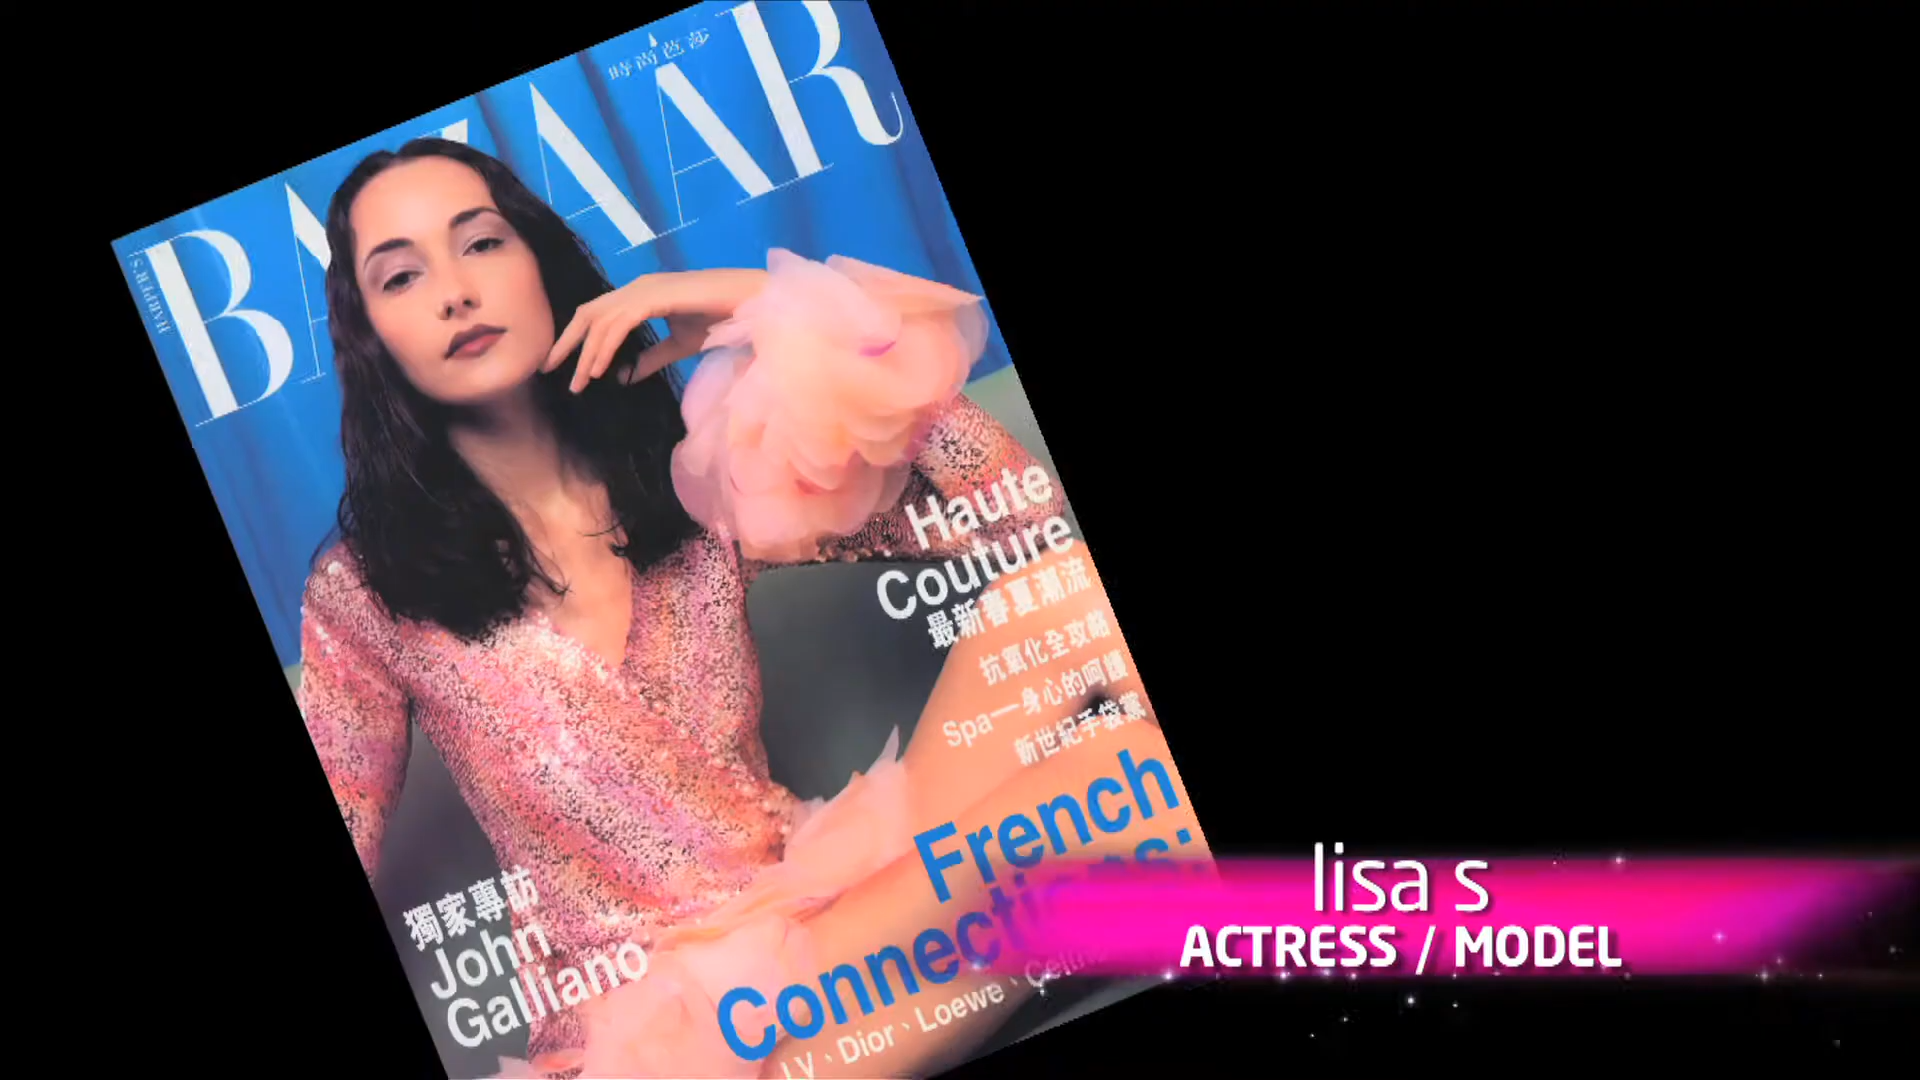 時尚芭莎
BAZAAR
HARPER'S
Haute
Couture
最新春夏潮流
抗氧化全攻略
Spa—身心的呵護
新世紀手袋黨
French
Connections:
LV、Dior、Loewe、Celine
獨家專訪
John
Galliano
lisa s
ACTRESS / MODEL